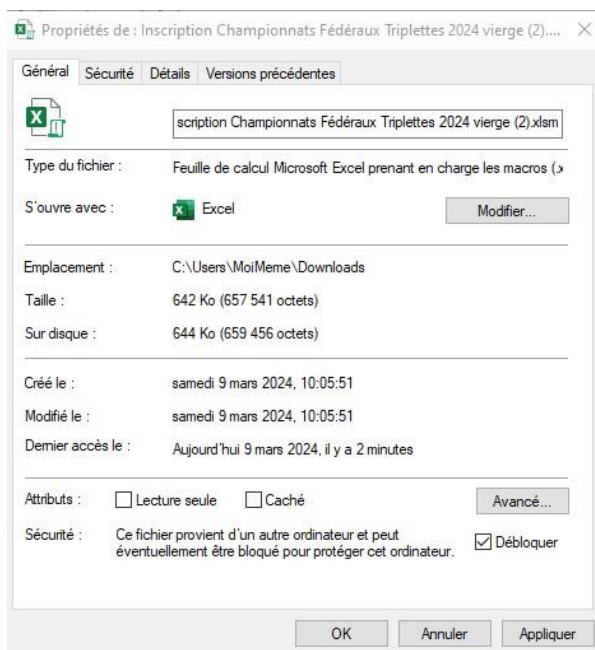 Propriétés de : Inscription Championnats Fédéraux Triplettes 2024 vierge (2)....
Général Sécurité Détails Versions précédentes
scription Championnats Fédéraux Triplettes 2024 vierge (2).xlsm
Type du fichier : Feuille de calcul Microsoft Excel prenant en charge les macros (.x
S'ouvre avec : Excel Modifier...
Emplacement : C:\Users\MoiMeme\Downloads
Taille : 642 Ko (657 541 octets)
Sur disque : 644 Ko (659 456 octets)
Créé le : samedi 9 mars 2024, 10:05:51
Modifié le : samedi 9 mars 2024, 10:05:51
Dernier accès le : Aujourd'hui 9 mars 2024, il y a 2 minutes
Attributs : Lecture seule Caché Avancé...
Sécurité : Ce fichier provient d'un autre ordinateur et peut
éventuellement être bloqué pour protéger cet ordinateur. Débloquer
OK Annuler Appliquer